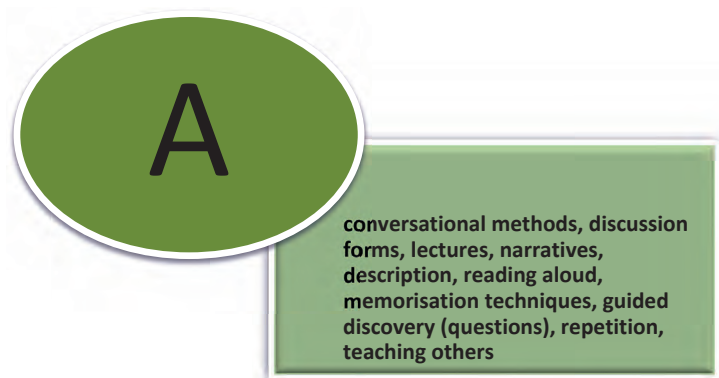 A
conversational methods, discussion
forms, lectures, narratives,
description, reading aloud,
memorisation techniques, guided
discovery (questions), repetition,
teaching others